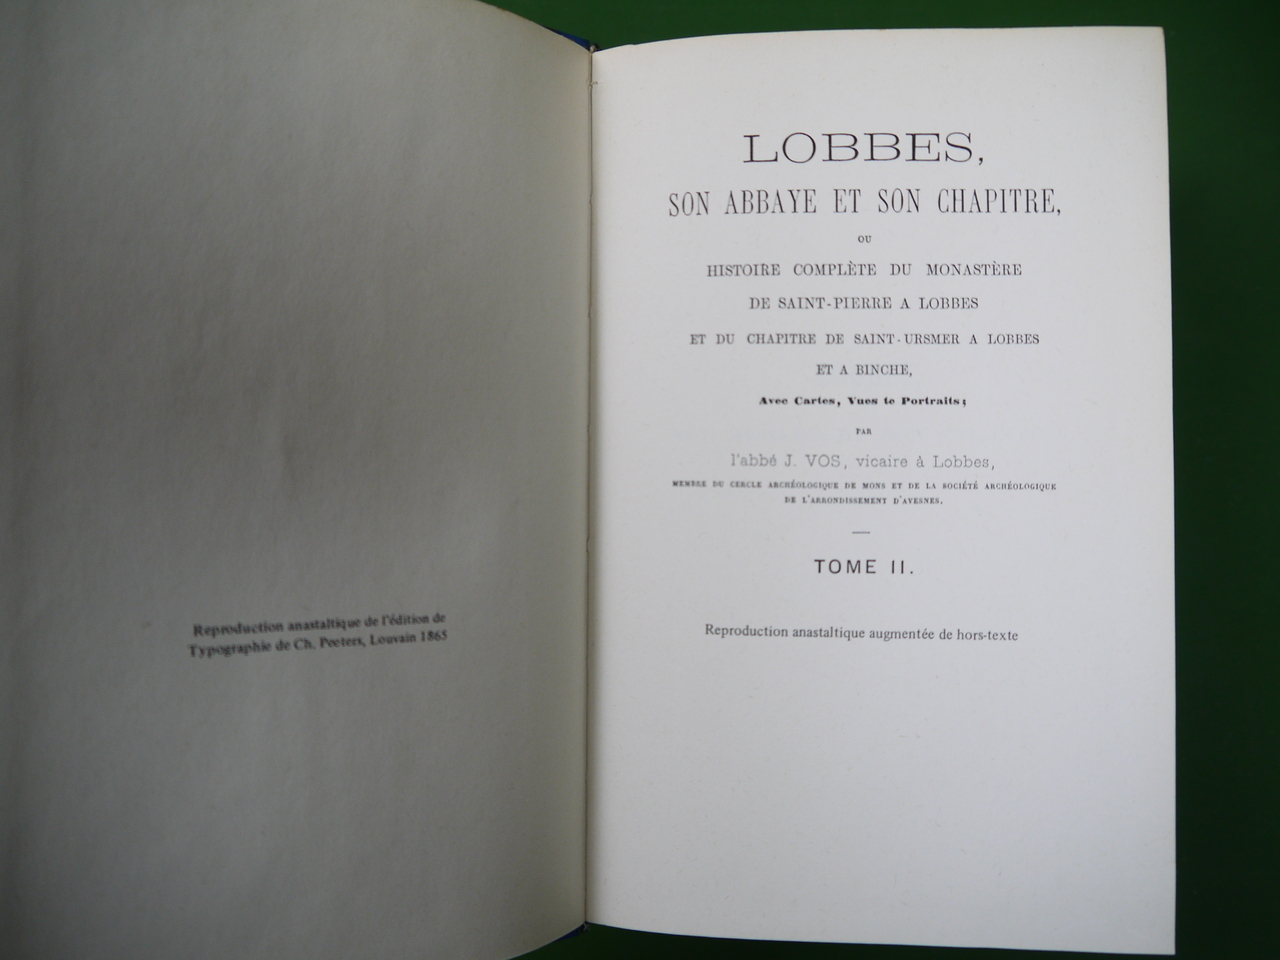 Reproduction anastaltique de l'édition de
Typographie de Ch. Peeters, Louvain 1865
LOBBES,
SON ABBAYE ET SON CHAPITRE,
OU
HISTOIRE COMPLÈTE DU MONASTÈRE
DE SAINT-PIERRE A LOBBES
ET DU CHAPITRE DE SAINT-URSMER A LOBBES
ET A BINCHE,
Avec Cartes, Vues te Portraits;
PAR
l'abbé J. VOS, vicaire à Lobbes,
MEMBRE DU CERCLE ARCHÉOLOGIQUE DE MONS ET DE LA SOCIÉTÉ ARCHÉOLOGIQUE
DE L'ARRONDISSEMENT D'AVESNES.
TOME II.
Reproduction anastaltique augmentée de hors-texte